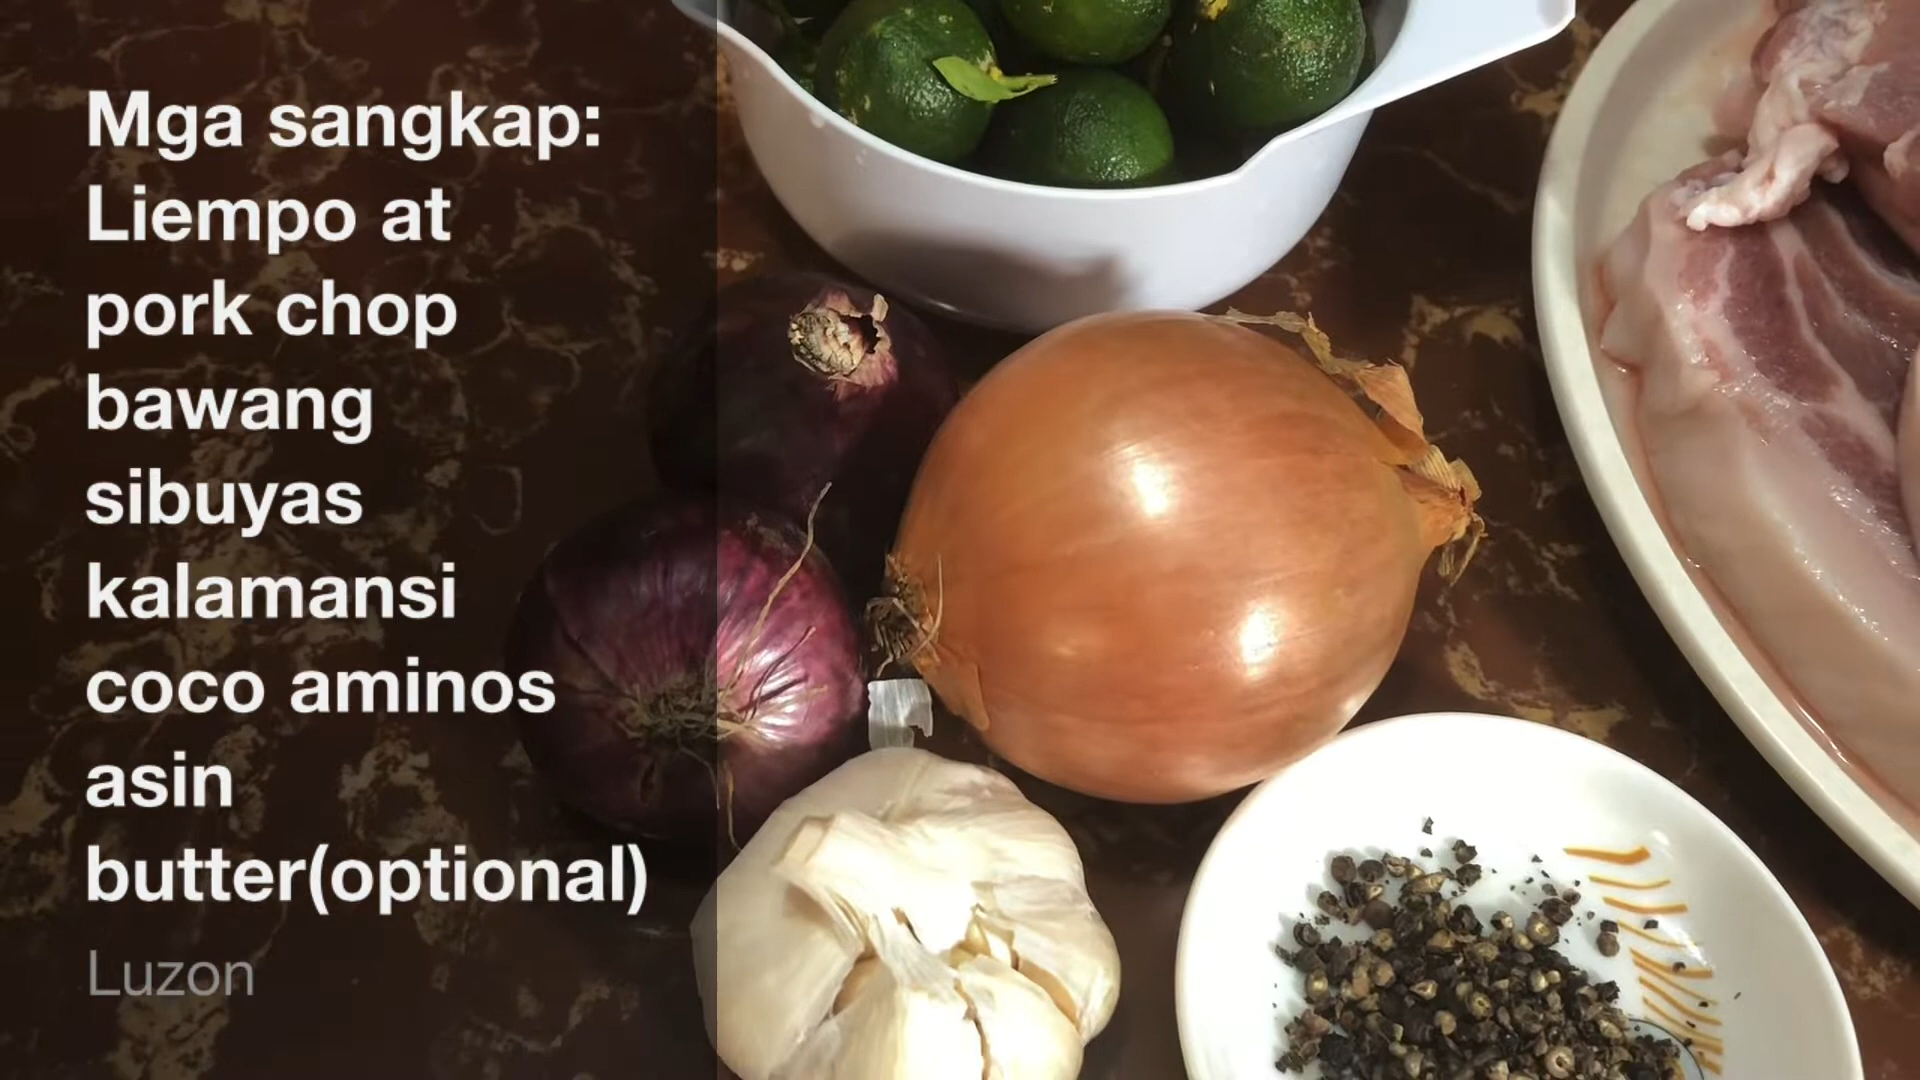 Mga sangkap:
Liempo at
pork chop
bawang
sibuyas
kalamansi
coco aminos
asin
butter(optional)
Luzon